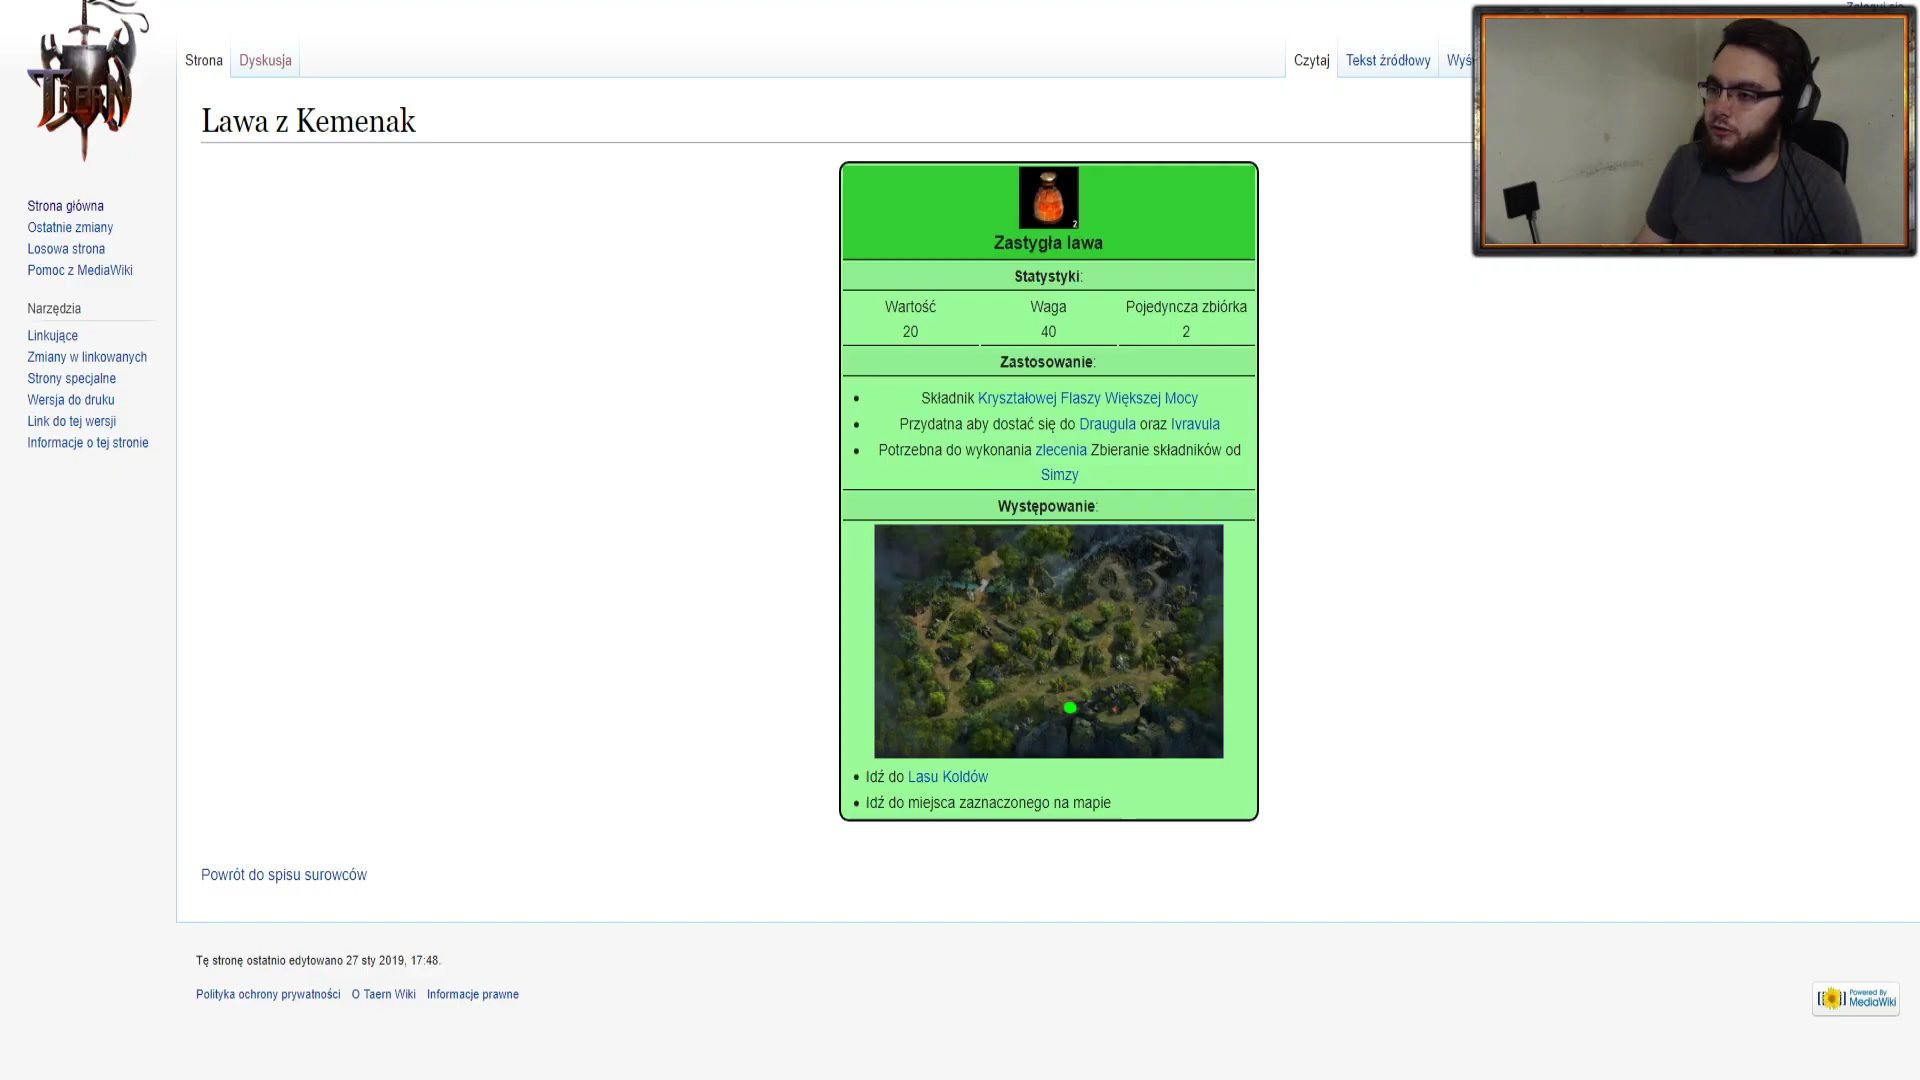 TAERN
Strona
Dyskusja
Czytaj
Tekst źródłowy
Lawa z Kemenak
Strona główna
Ostatnie zmiany
Losowa strona
Pomoc z MediaWiki
Narzędzia
Linkujące
Zmiany w linkowanych
Strony specjalne
Wersja do druku
Link do tej wersji
Informacje o tej stronie
2
Zastygła lawa
Statystyki:
Wartość Waga Pojedyncza zbiórka
20 40 2
Zastosowanie:
Składnik Kryształowej Flaszy Większej Mocy
Przydatna aby dostać się do Draugula oraz Ivravula
Potrzebna do wykonania zlecenia Zbieranie składników od
Simzy
Występowanie:
Idź do Lasu Koldów
Idź do miejsca zaznaczonego na mapie
Powrót do spisu surowców
Tę stronę ostatnio edytowano 27 sty 2019, 17:48.
Polityka ochrony prywatności O Taern Wiki Informacje prawne
Powered By
MediaWiki